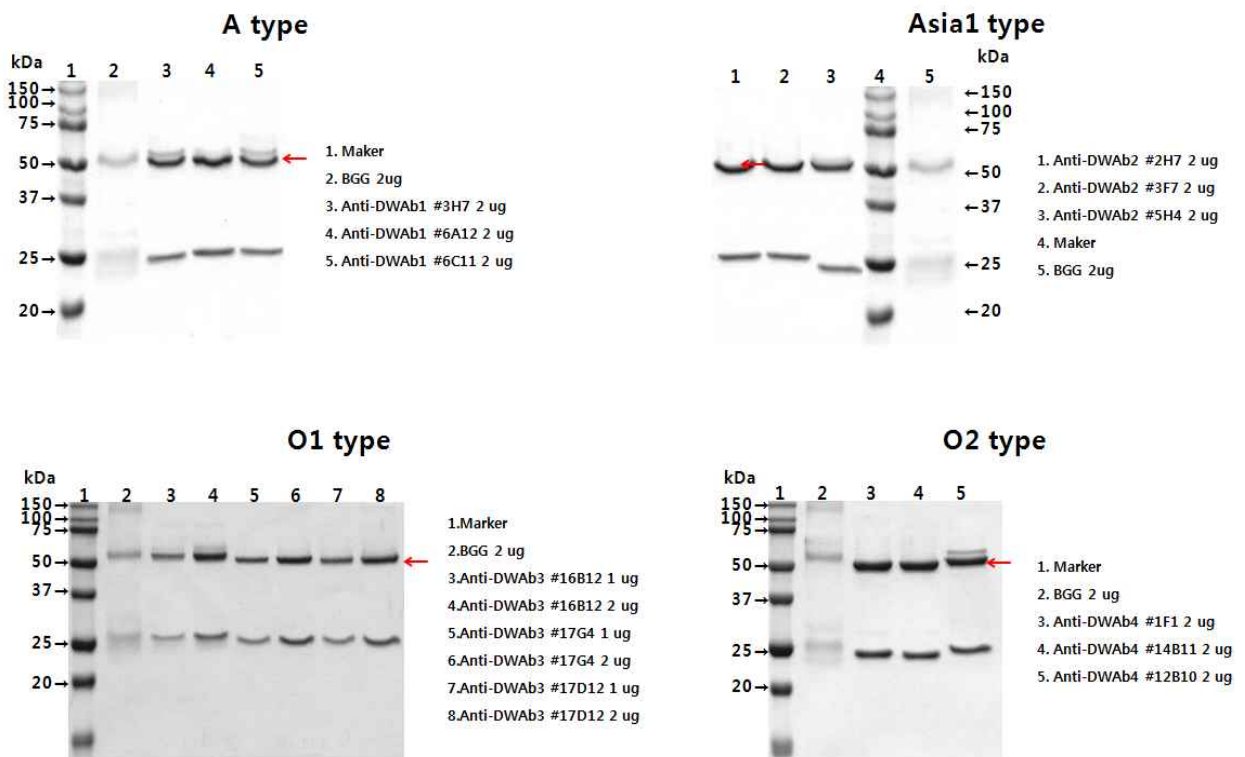 A type
kDa
1 2 3 4 5
150→
100→
75→
50→
37→
25→
20→
1. Maker
2. BGG 2ug
3. Anti-DWAb1 #3H7 2 ug
4. Anti-DWAb1 #6A12 2 ug
5. Anti-DWAb1 #6C11 2 ug
Asia1 type
kDa
1 2 3 4 5
←150
←100
←75
←50
←37
←25
←20
1. Anti-DWAb2 #2H7 2 ug
2. Anti-DWAb2 #3F7 2 ug
3. Anti-DWAb2 #5H4 2 ug
4. Maker
5. BGG 2ug
O1 type
kDa
1 2 3 4 5 6 7 8
150→
100→
75→
50→
37→
25→
20→
1.Marker
2.BGG 2 ug
3.Anti-DWAb3 #16B12 1 ug
4.Anti-DWAb3 #16B12 2 ug
5.Anti-DWAb3 #17G4 1 ug
6.Anti-DWAb3 #17G4 2 ug
7.Anti-DWAb3 #17D12 1 ug
8.Anti-DWAb3 #17D12 2 ug
O2 type
kDa
1 2 3 4 5
150→
100→
75→
50→
37→
25→
20→
1. Marker
2. BGG 2 ug
3. Anti-DWAb4 #1F1 2 ug
4. Anti-DWAb4 #14B11 2 ug
5. Anti-DWAb4 #12B10 2 ug